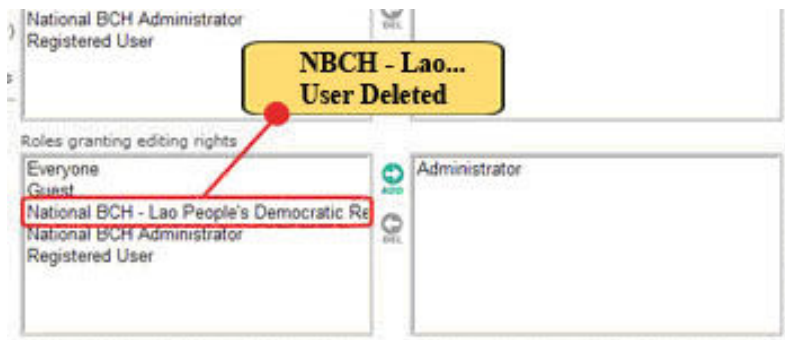 National BCH Administrator
Registered User
DEL
NBCH - Lao...
User Deleted
Roles granting editing rights
Everyone
Guest
National BCH - Lao People's Democratic Re
National BCH Administrator
Registered User
ADD
DEL
Administrator